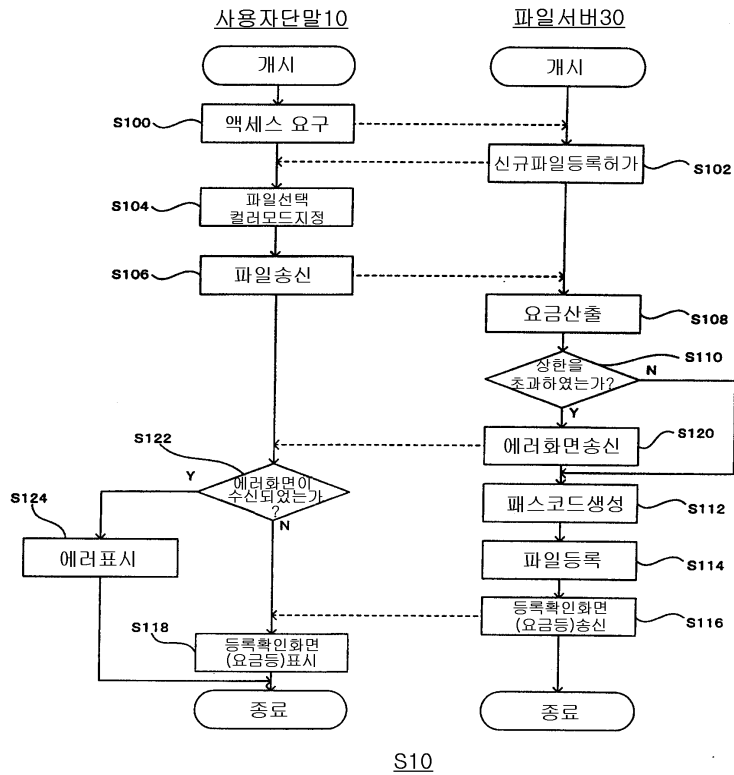 사용자단말10
파일서버30
개시
개시
S100
액세스 요구
신규파일등록허가
S102
S104
파일선택
컬러모드지정
S106
파일송신
요금산출
S108
S110
상한을
초과하였는가?
N
Y
에러화면송신
S120
S122
Y
에러화면이
수신되었는가
?
N
S124
에러표시
패스코드생성
S112
파일등록
S114
등록확인화면
(요금등)송신
S116
S118
등록확인화면
(요금등)표시
종료
종료
S10